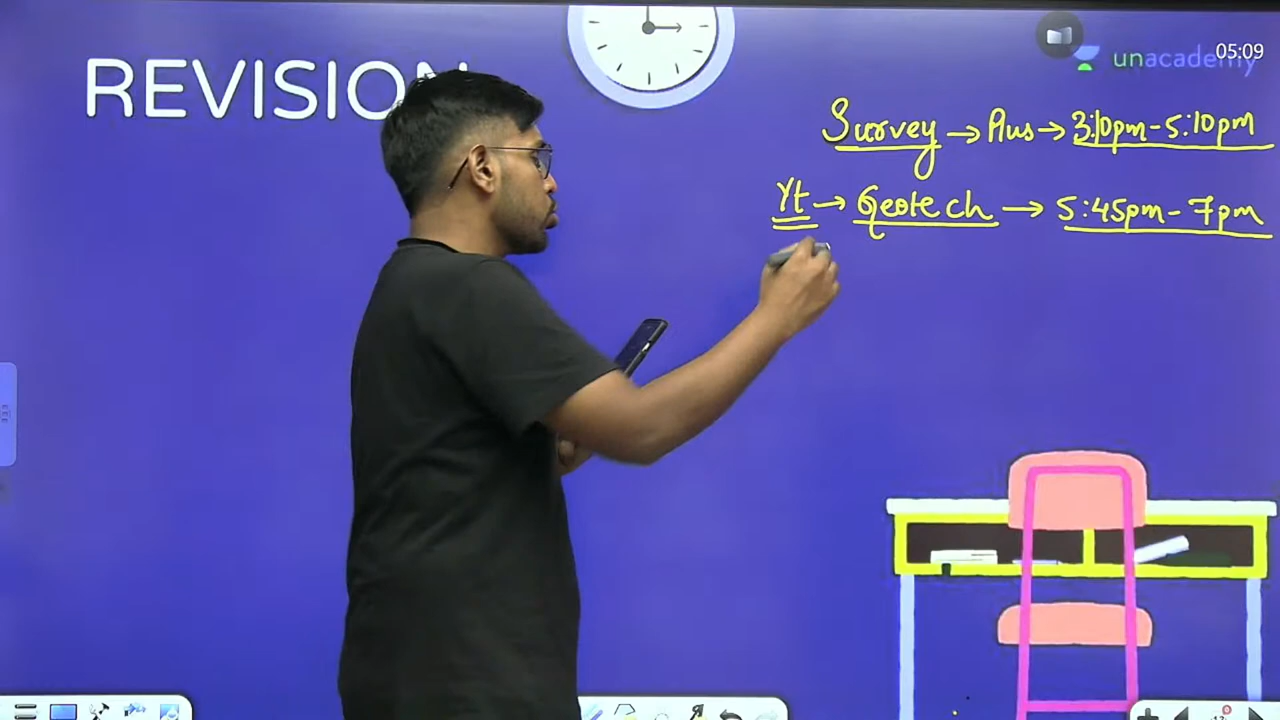 REVISION
05:09
unacademy
Survey → Plus → 3:10pm-5:10pm
Yt → Geotech → 5:45pm-7pm